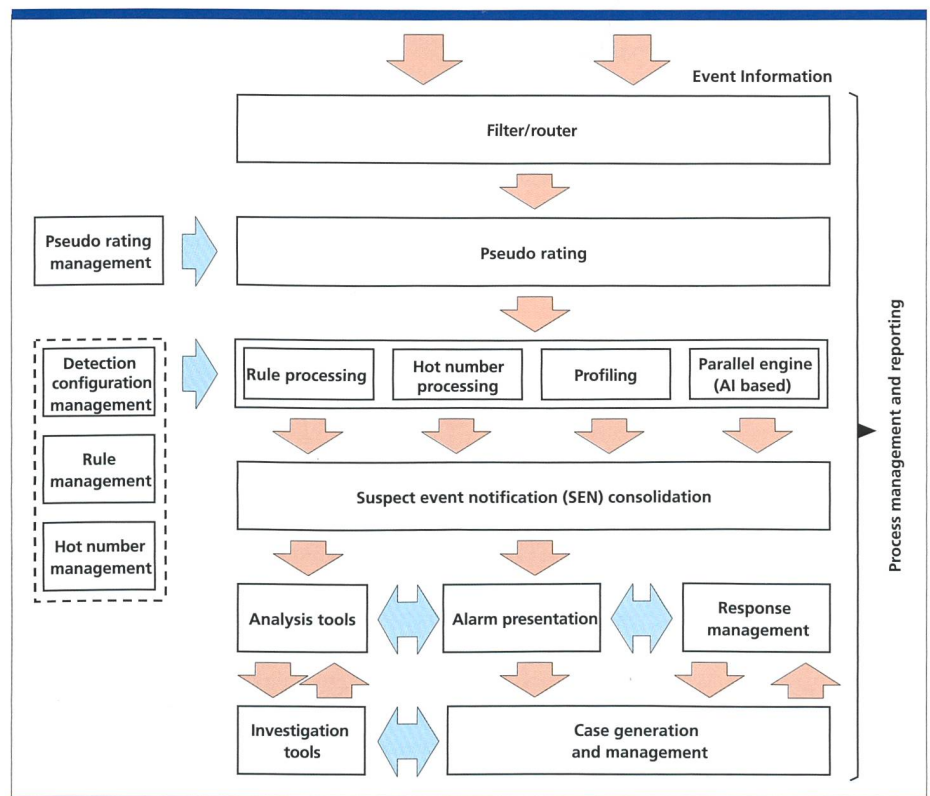 Event Information
Filter/router
Pseudo rating
management
Pseudo rating
Detection
configuration
management
Rule
management
Hot number
management
Rule processing
Hot number
processing
Profiling
Parallel engine
(AI based)
Suspect event notification (SEN) consolidation
Analysis tools
Alarm presentation
Response
management
Investigation
tools
Case generation
and management
Process management and reporting